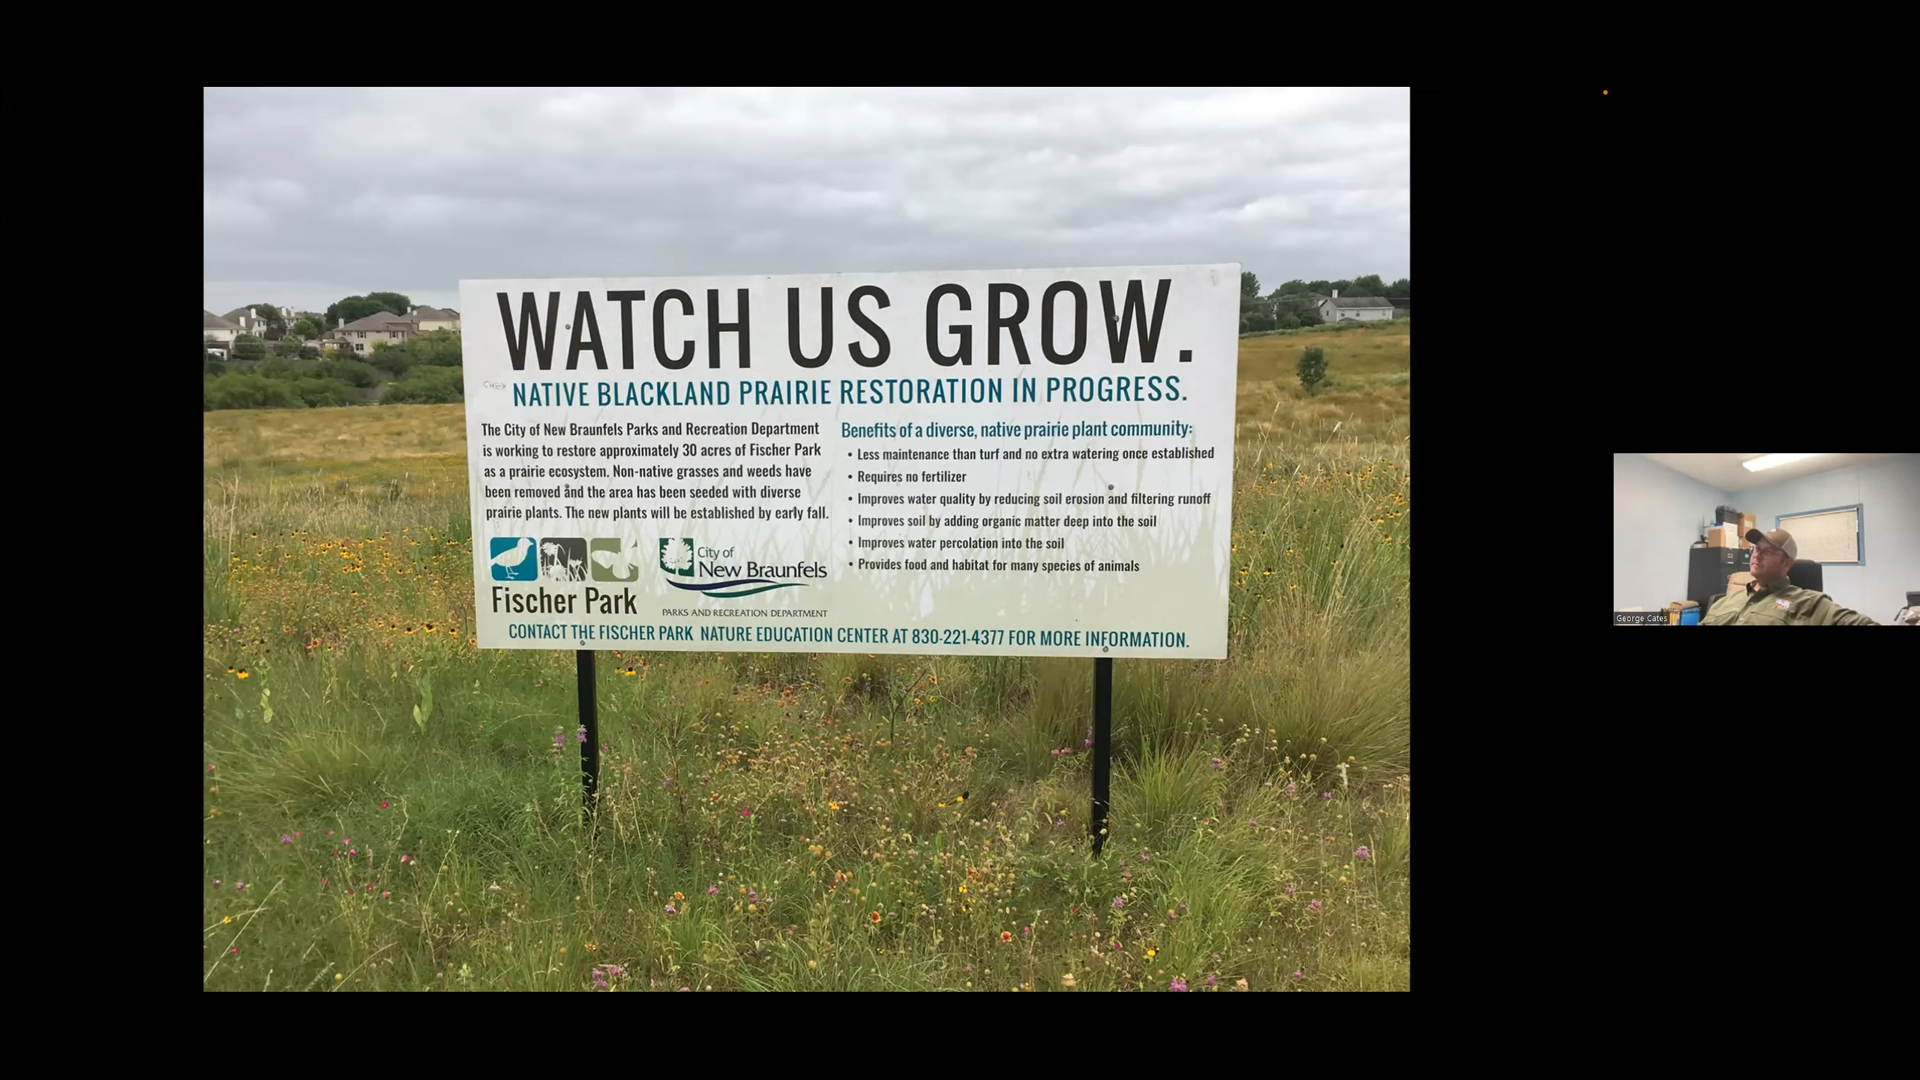 WATCH US GROW.
NATIVE BLACKLAND PRAIRIE RESTORATION IN PROGRESS.
The City of New Braunfels Parks and Recreation Department
is working to restore approximately 30 acres of Fischer Park
as a prairie ecosystem. Non-native grasses and weeds have
been removed and the area has been seeded with diverse
prairie plants. The new plants will be established by early fall.
Benefits of a diverse, native prairie plant community:
• Less maintenance than turf and no extra watering once established
• Requires no fertilizer
• Improves water quality by reducing soil erosion and filtering runoff
• Improves soil by adding organic matter deep into the soil
• Improves water percolation into the soil
• Provides food and habitat for many species of animals
Fischer Park
City of
New Braunfels
PARKS AND RECREATION DEPARTMENT
CONTACT THE FISCHER PARK NATURE EDUCATION CENTER AT 830-221-4377 FOR MORE INFORMATION.
George Cates